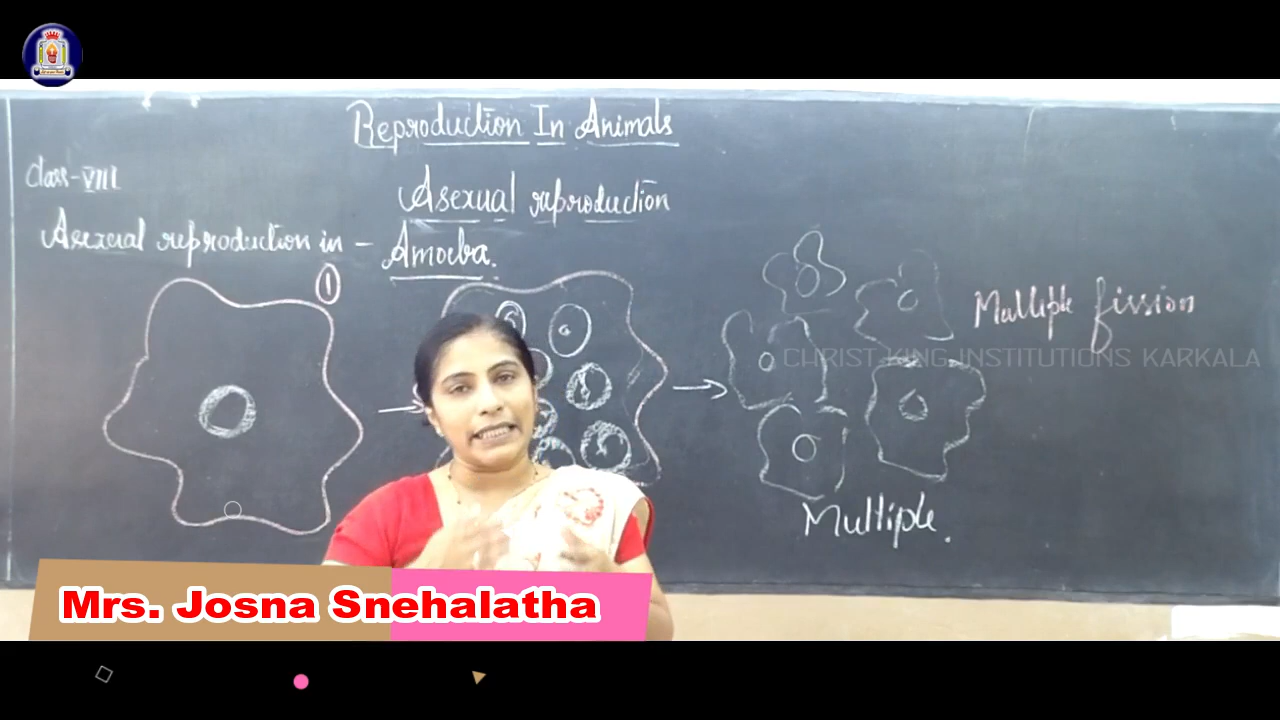 Reproduction In Animals
Class-VIII
Asexual reproduction
Asexual reproduction in - Amoeba.
1
Multiple fission
CHRIST KING INSTITUTIONS KARKALA
Multiple.
Mrs. Josna Snehalatha